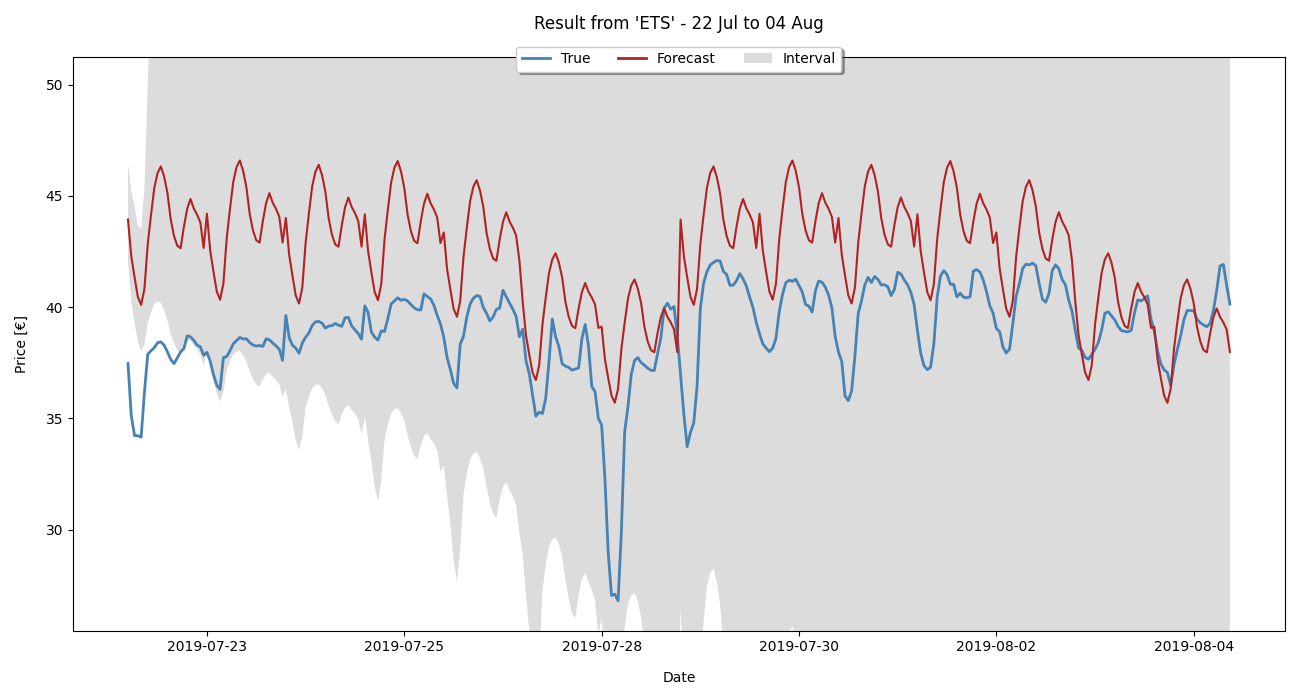 Result from 'ETS' - 22 Jul to 04 Aug
True Forecast Interval
50
45
40
35
30
Price [€]
2019-07-23 2019-07-25 2019-07-28 2019-07-30 2019-08-02 2019-08-04
Date